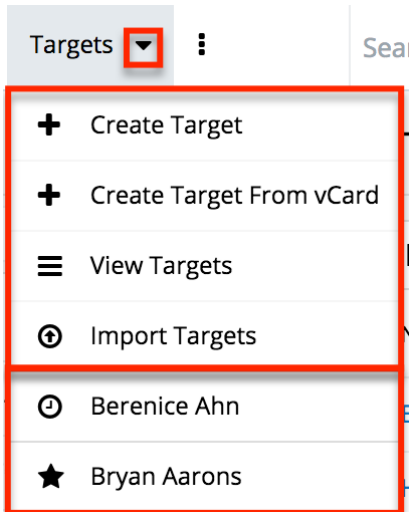 Targets
Sear
Create Target
Create Target From vCard
View Targets
Import Targets
Berenice Ahn
Bryan Aarons